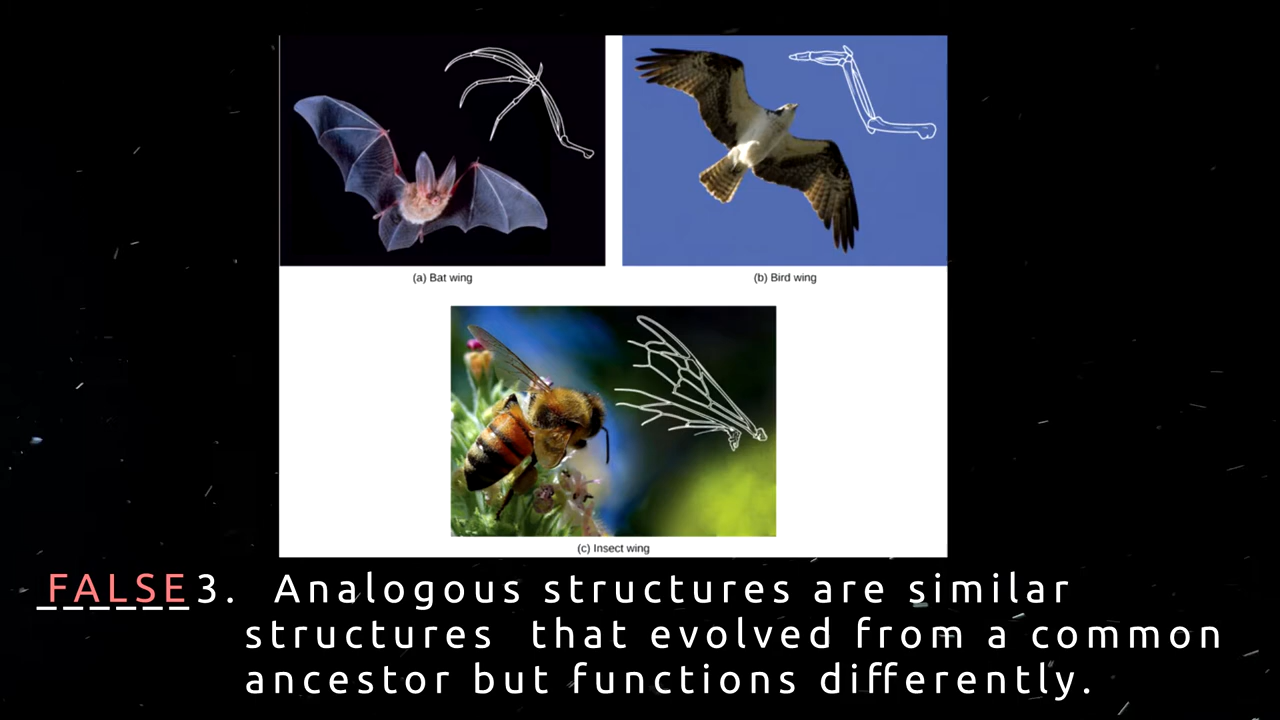 (a) Bat wing
(b) Bird wing
(c) Insect wing
FALSE 3. Analogous structures are similar
structures that evolved from a common
ancestor but functions differently.